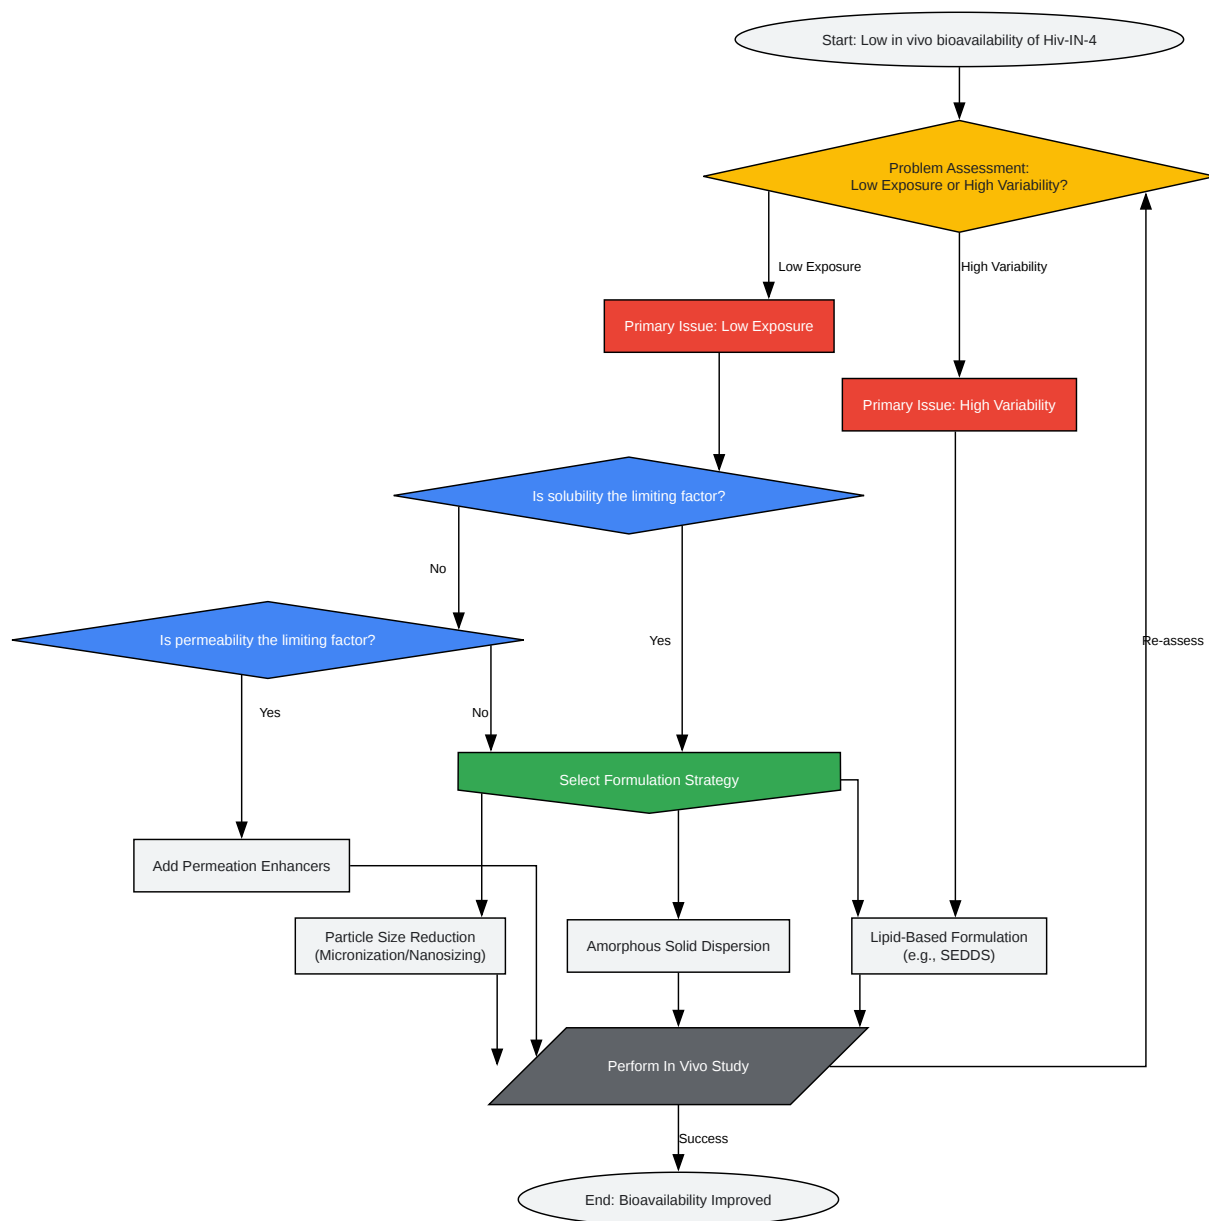 Start: Low in vivo bioavailability of Hiv-IN-4
Problem Assessment:
Low Exposure or High Variability?
Low Exposure
High Variability
Primary Issue: Low Exposure
Primary Issue: High Variability
Is solubility the limiting factor?
No
Is permeability the limiting factor?
Yes
Re-assess
Yes
No
Select Formulation Strategy
Add Permeation Enhancers
Particle Size Reduction
(Micronization/Nanosizing)
Amorphous Solid Dispersion
Lipid-Based Formulation
(e.g., SEDDS)
Perform In Vivo Study
Success
End: Bioavailability Improved